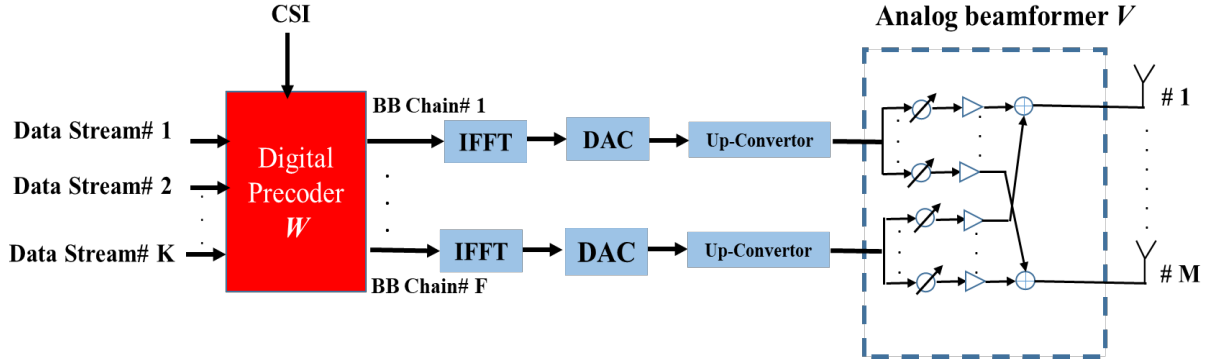 CSI
Analog beamformer V
BB Chain# 1
# 1
Data Stream# 1
IFFT
DAC
Up-Convertor
Digital
Precoder
W
Data Stream# 2
Data Stream# K
IFFT
DAC
Up-Convertor
BB Chain# F
# M